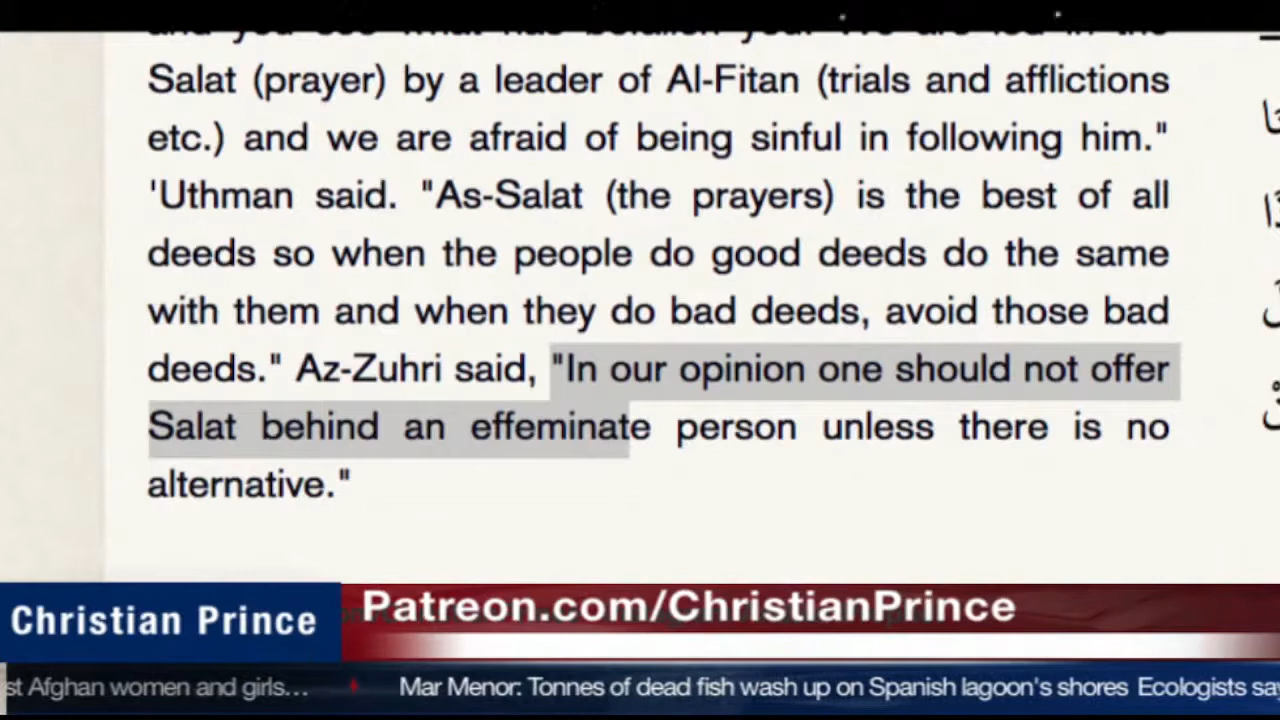 Salat (prayer) by a leader of Al-Fitan (trials and afflictions
etc.) and we are afraid of being sinful in following him."
'Uthman said. "As-Salat (the prayers) is the best of all
deeds so when the people do good deeds do the same
with them and when they do bad deeds, avoid those bad
deeds." Az-Zuhri said, "In our opinion one should not offer
Salat behind an effeminate person unless there is no
alternative."
Christian Prince
Patreon.com/ChristianPrince
st Afghan women and girls... Mar Menor: Tonnes of dead fish wash up on Spanish lagoon's shores Ecologists say